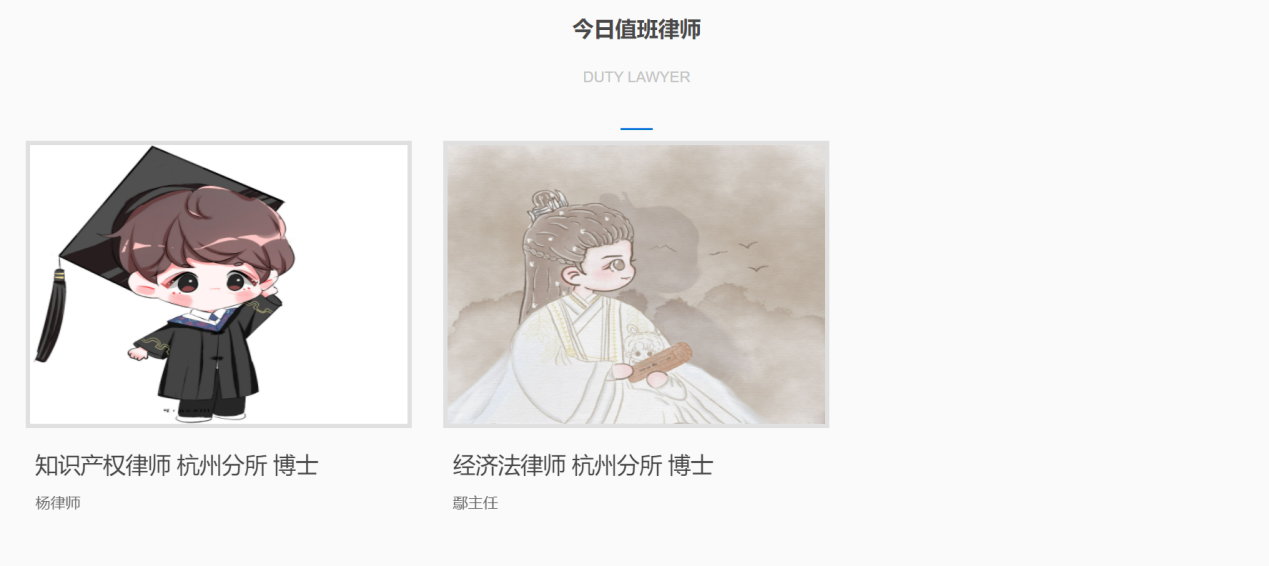 今日值班律师
DUTY LAWYER
知识产权律师 杭州分所 博士
杨律师
经济法律师 杭州分所 博士
鄢主任